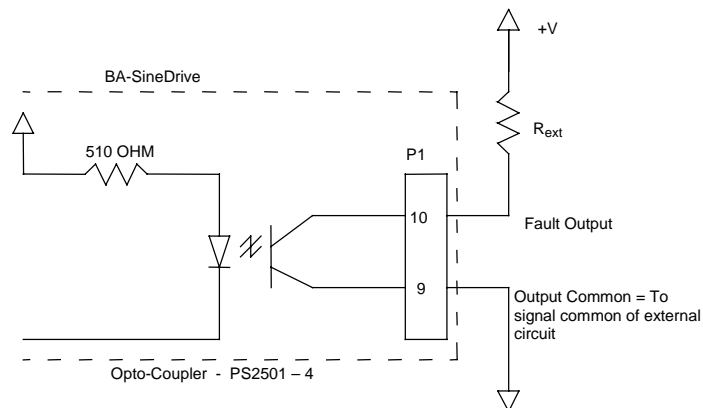 +V
BA-SineDrive
Rext
510 OHM
P1
10
Fault Output
9
Output Common = To
signal common of external
circuit
Opto-Coupler - PS2501 – 4